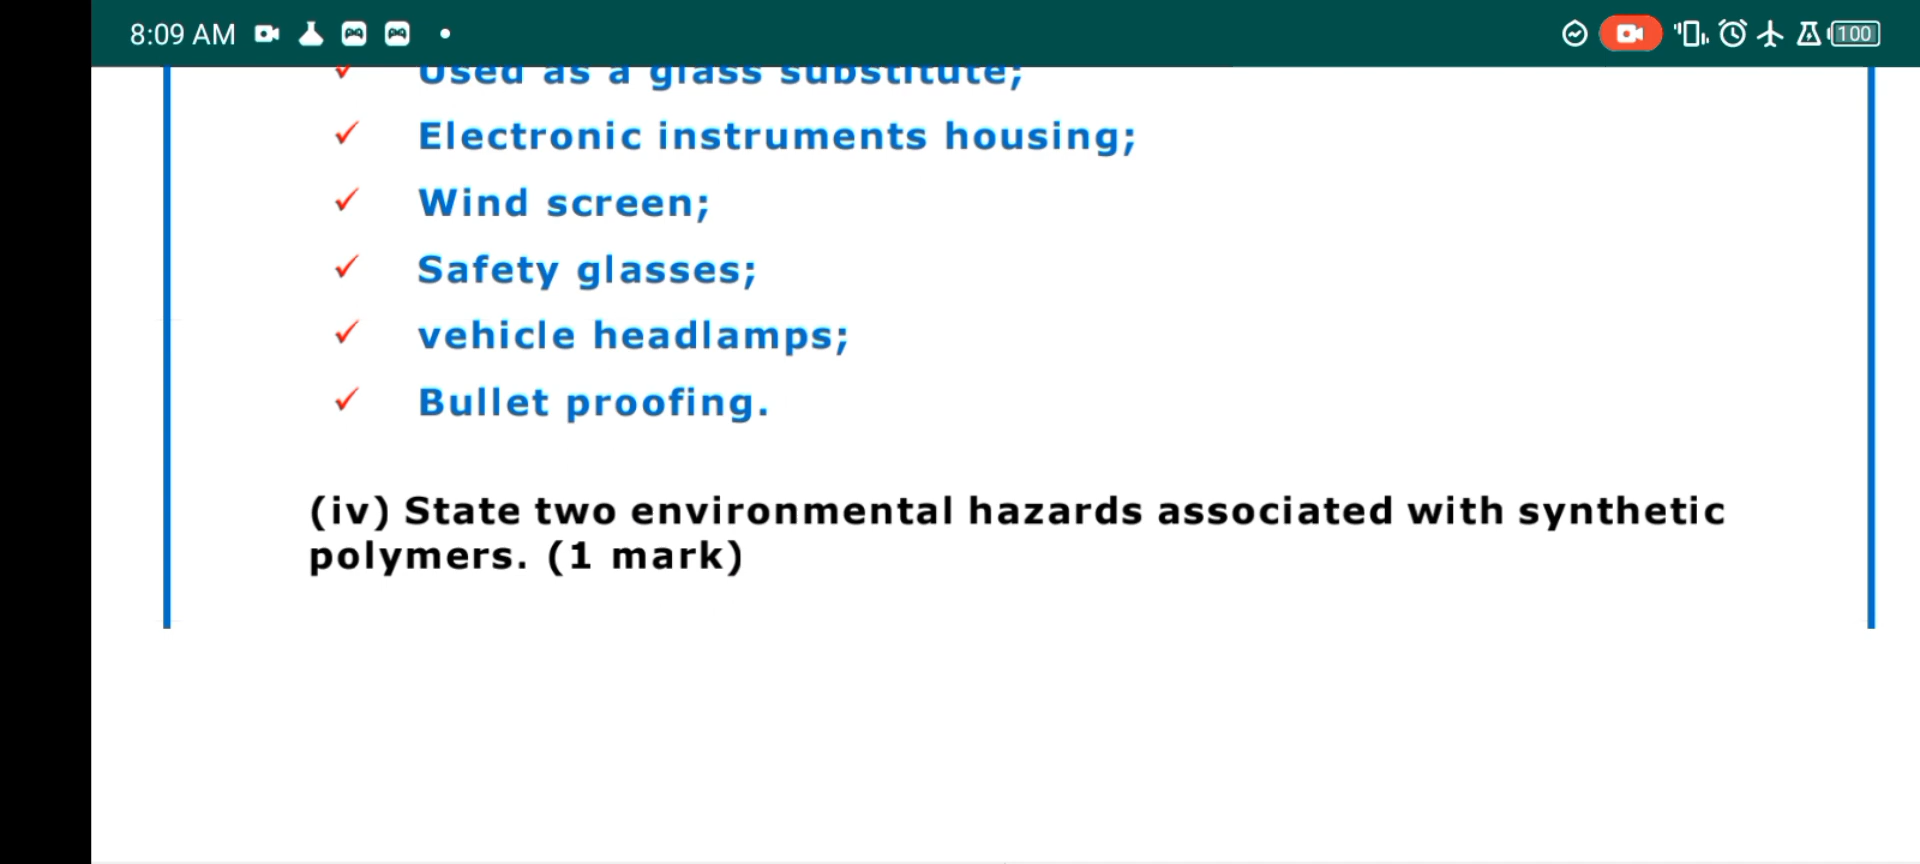 8:09 AM
100
Used as a glass substitute;
Electronic instruments housing;
Wind screen;
Safety glasses;
vehicle headlamps;
Bullet proofing.
(iv) State two environmental hazards associated with synthetic
polymers. (1 mark)